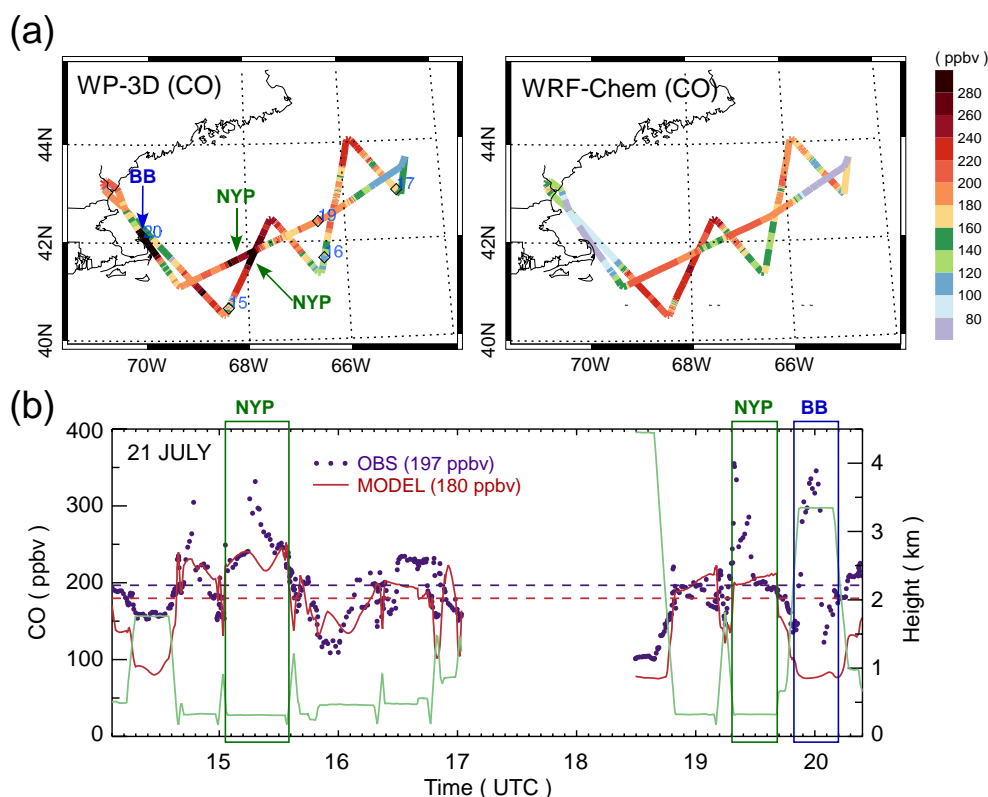 (a)
WP-3D (CO)
WRF-Chem (CO)
( ppbv )
44N
42N
40N
BB
NYP
NYP
20
15
19
16
17
70W
68W
66W
70W
68W
66W
280
260
240
220
200
180
160
140
120
100
80
(b)
NYP
NYP
BB
21 JULY
OBS (197 ppbv)
MODEL (180 ppbv)
CO ( ppbv )
400
300
200
100
0
Height ( km )
4
3
2
1
0
15
16
17
18
19
20
Time ( UTC )